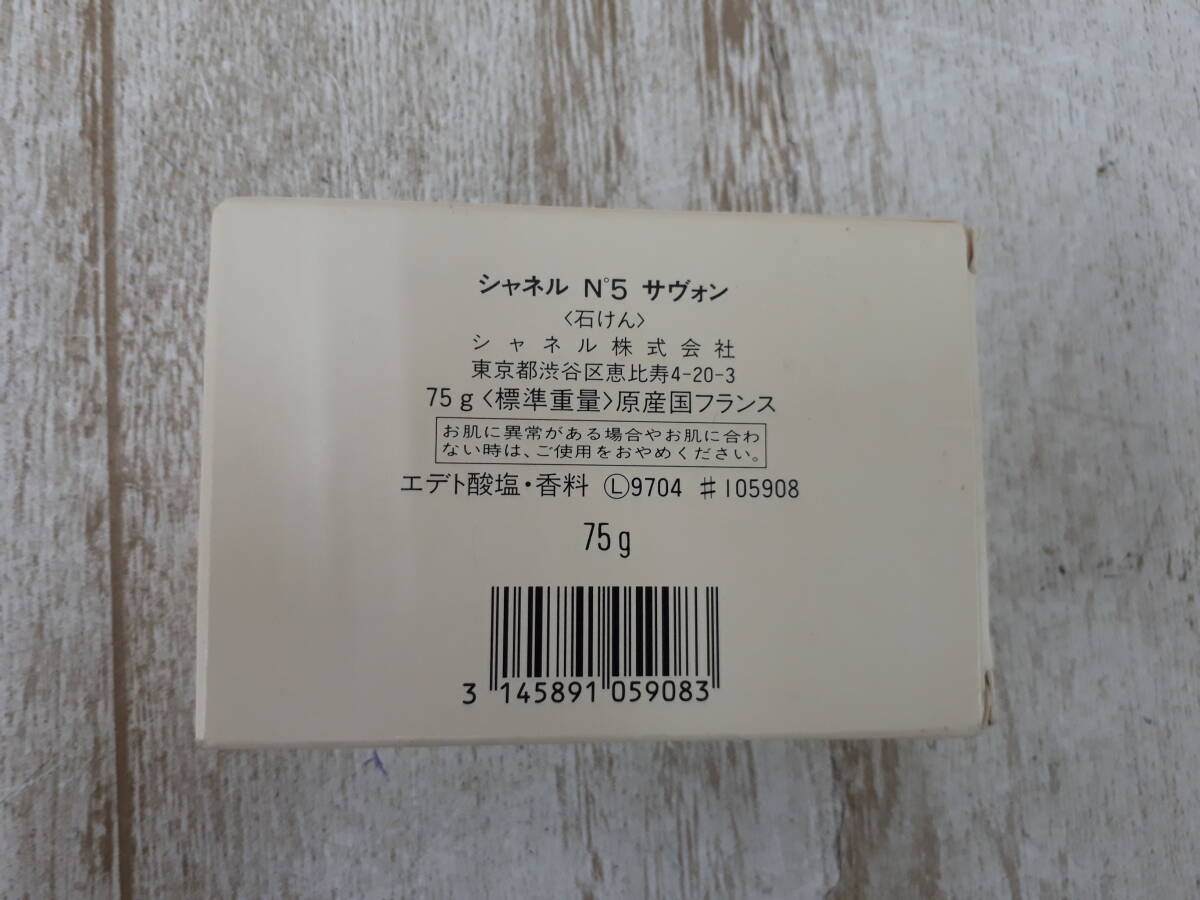 シャネル N°5 サヴォン
〈石けん〉
シャネル株式会社
東京都渋谷区恵比寿4-20-3
75g〈標準重量〉原産国フランス
お肌に異常がある場合やお肌に合わ
ない時は、ご使用をおやめください。
エデト酸塩・香料 Ⓛ9704 #105908
75g
3 145891 059083